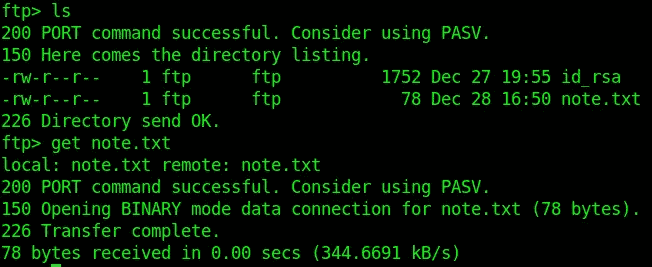 ftp> ls
200 PORT command successful. Consider using PASV.
150 Here comes the directory listing.
-rw-r--r--    1 ftp      ftp          1752 Dec 27 19:55 id_rsa
-rw-r--r--    1 ftp      ftp            78 Dec 28 16:50 note.txt
226 Directory send OK.
ftp> get note.txt
local: note.txt remote: note.txt
200 PORT command successful. Consider using PASV.
150 Opening BINARY mode data connection for note.txt (78 bytes).
226 Transfer complete.
78 bytes received in 0.00 secs (344.6691 kB/s)